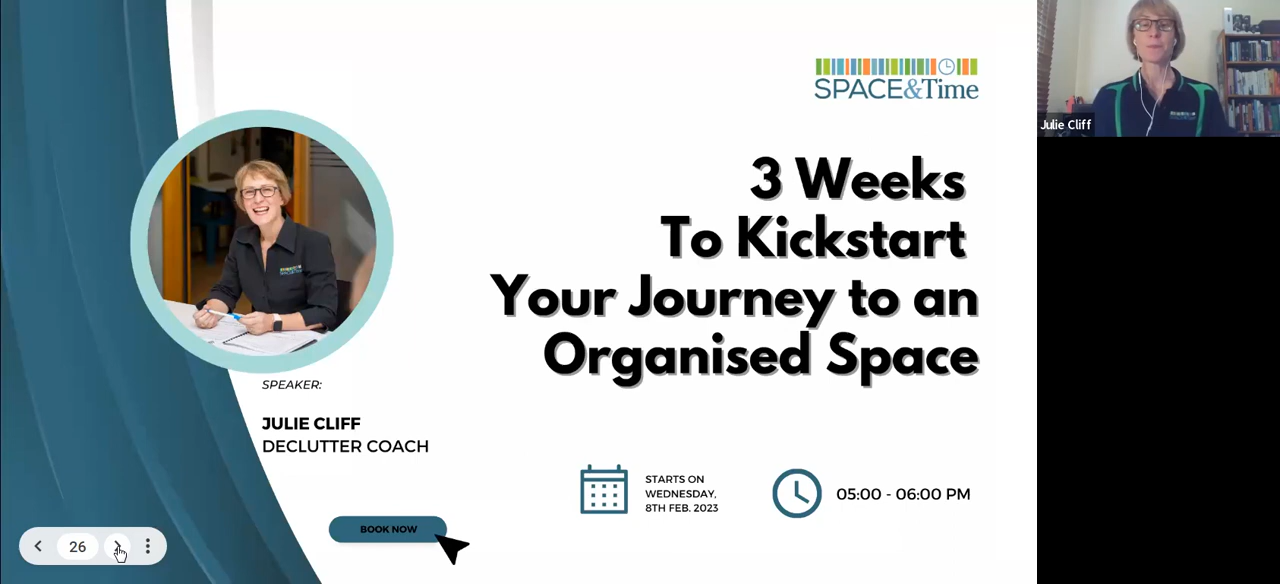 SPACE&Time
3 Weeks
To Kickstart
Your Journey to an
Organised Space
SPEAKER:
JULIE CLIFF
DECLUTTER COACH
STARTS ON
WEDNESDAY,
8TH FEB. 2023
05:00 - 06:00 PM
BOOK NOW
26
Julie Cliff